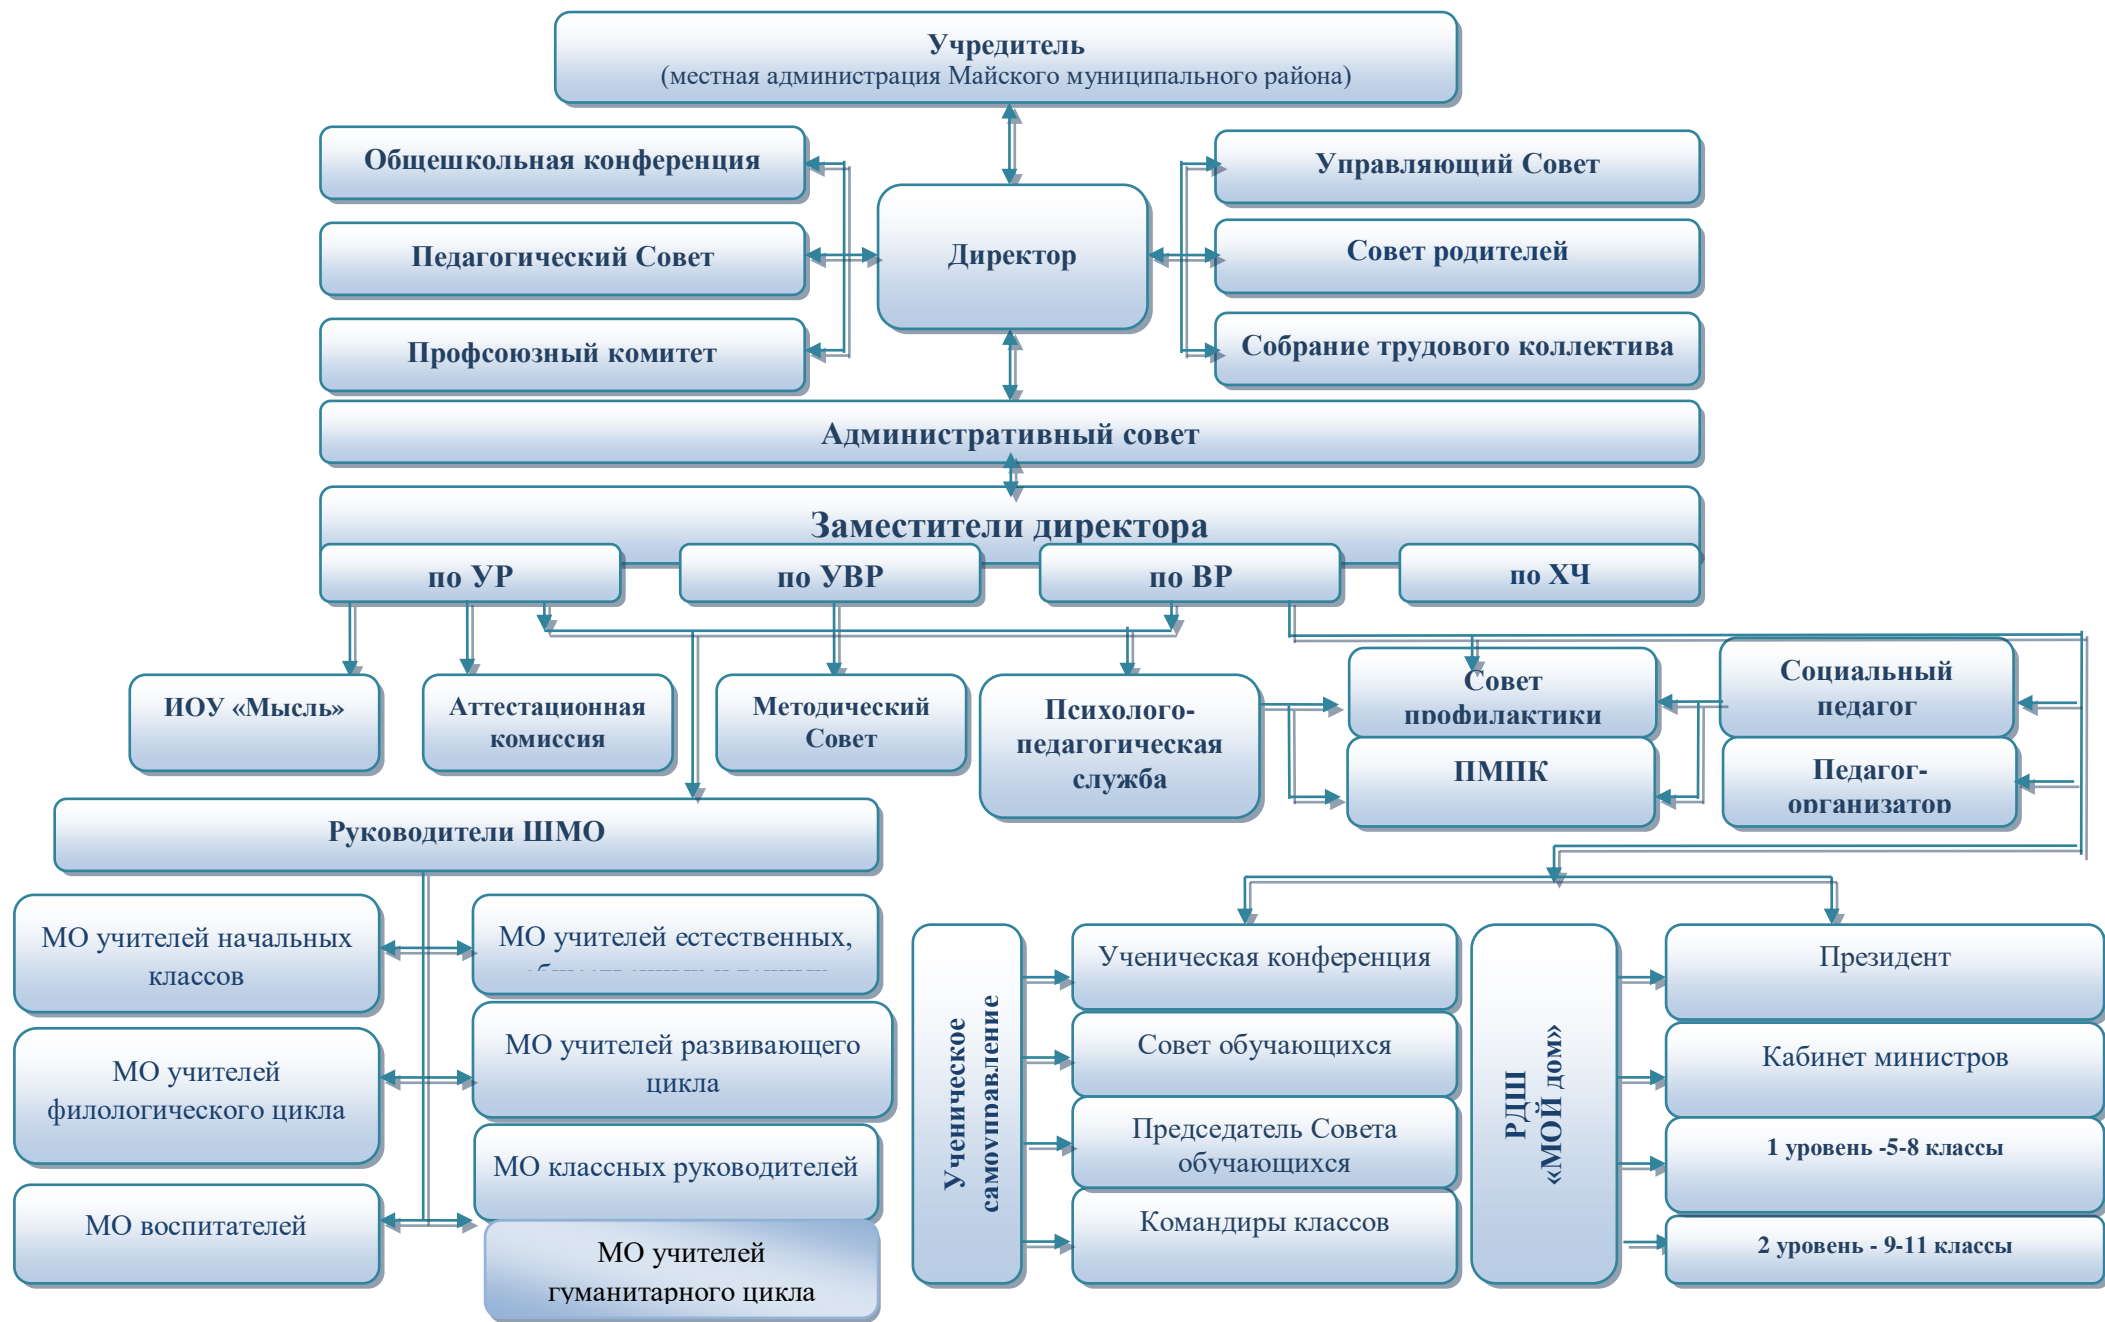 Учредитель
(местная администрация Майского муниципального района)
Общешкольная конференция
Управляющий Совет
Директор
Педагогический Совет
Совет родителей
Профсоюзный комитет
Собрание трудового коллектива
Административный совет
Заместители директора
по УР
по УВР
по ВР
по ХЧ
ИОУ «Мысль»
Аттестационная
комиссия
Методический
Совет
Психолого-
педагогическая
служба
Совет
профилактики
Социальный
педагог
ПМПК
Педагог-
организатор
Руководители ШМО
МО учителей начальных
классов
МО учителей естественных,
МО учителей
филологического цикла
МО учителей развивающего
цикла
МО классных руководителей
МО воспитателей
МО учителей
гуманитарного цикла
Ученическое
самоуправление
Ученическая конференция
Совет обучающихся
Председатель Совета
обучающихся
Командиры классов
РДШ
«МОЙ дом»
Президент
Кабинет министров
1 уровень -5-8 классы
2 уровень - 9-11 классы